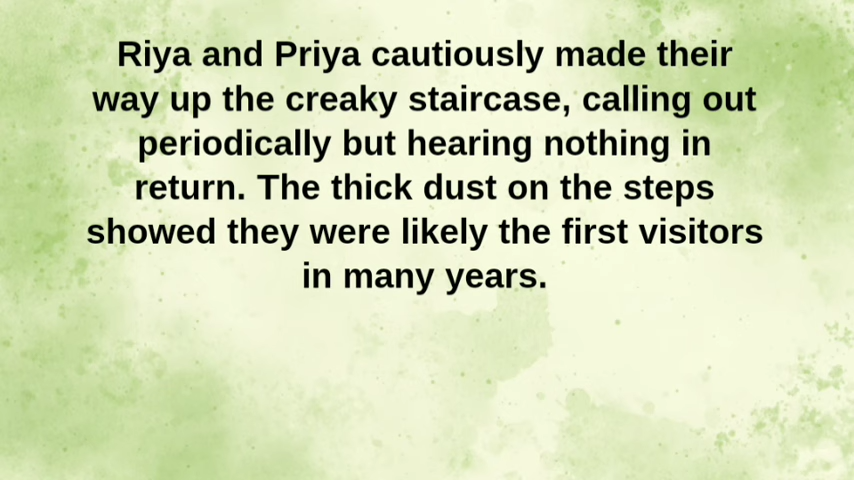 Riya and Priya cautiously made their
way up the creaky staircase, calling out
periodically but hearing nothing in
return. The thick dust on the steps
showed they were likely the first visitors
in many years.